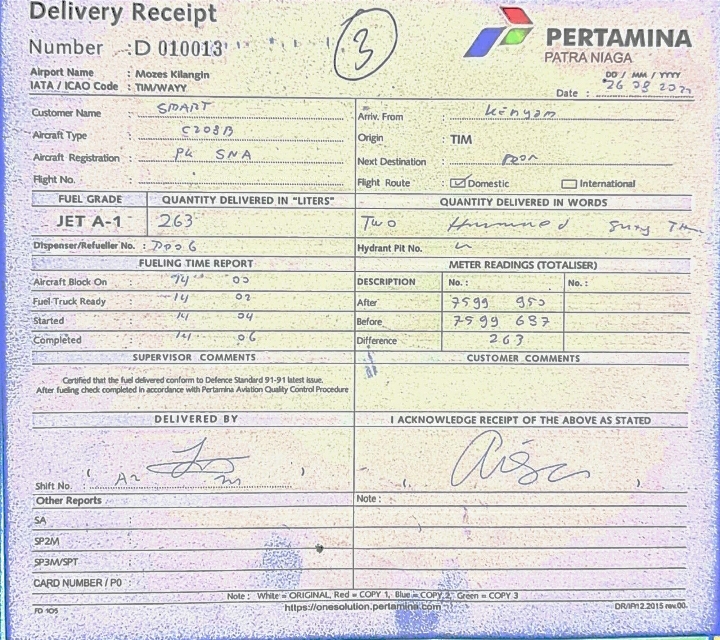 Delivery Receipt
Number : D 010013
3
PERTAMINA
PATRA NIAGA
Airport Name : Mozes Kilangin
IATA / ICAO Code : TIM/WAYY
DD / MM / YYYY
Date : 26 08
Customer Name : SMART
Arriv. From : Kenyam
Aircraft Type : C208B
Origin : TIM
Aircraft Registration : PK SNA
Next Destination :
Flight No. :
Flight Route : Domestic International
FUEL GRADE QUANTITY DELIVERED IN "LITERS" QUANTITY DELIVERED IN WORDS
JET A-1 263 Two
Dispenser/Refueller No. :
Hydrant Pit No. :
FUELING TIME REPORT METER READINGS (TOTALISER)
Aircraft Block On : 14 00
DESCRIPTION No. : No. :
Fuel Truck Ready : 14 02
After 7599 950
Started : 14 04
Before 7599 687
Completed : 14 06
Difference 263
SUPERVISOR COMMENTS CUSTOMER COMMENTS
Certified that the fuel delivered conform to Defence Standard 91-91 latest issue.
After fueling check completed in accordance with Pertamina Aviation Quality Control Procedure
DELIVERED BY I ACKNOWLEDGE RECEIPT OF THE ABOVE AS STATED
Shift No. :
Other Reports
Note :
SA :
SP2M :
SP3M/SPT :
CARD NUMBER / PO :
Note : White = ORIGINAL, Red = COPY 1, Blue = COPY 2, Green = COPY 3
FD 105
https://onesolution.pertamina.com